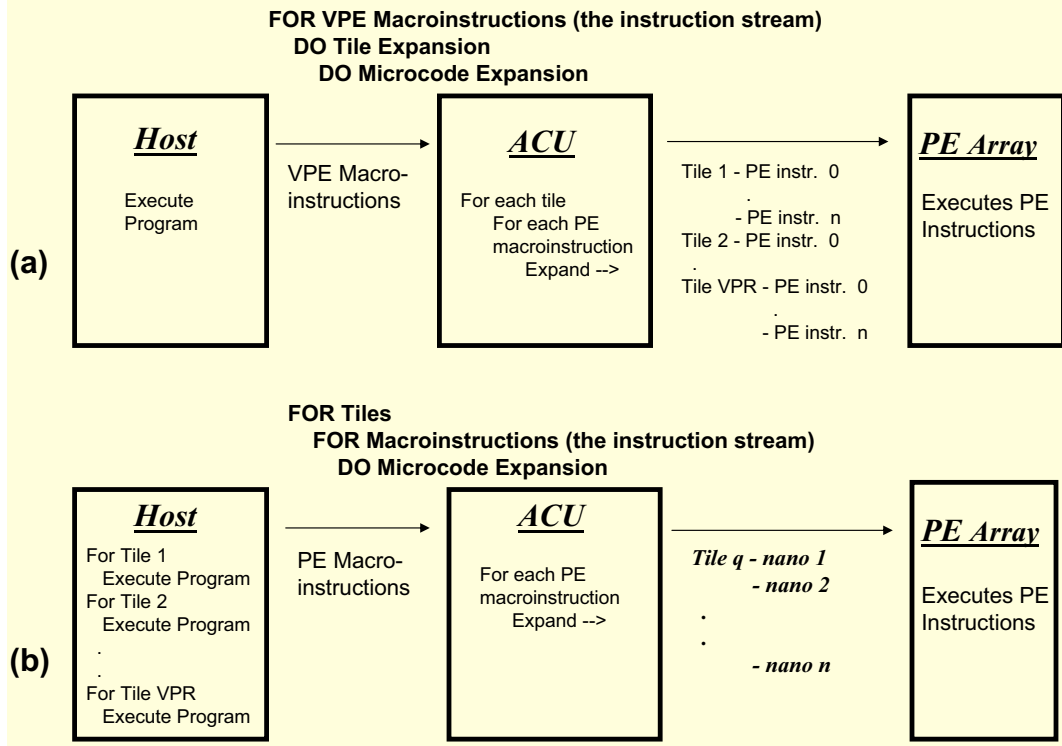 FOR VPE Macroinstructions (the instruction stream)
DO Tile Expansion
DO Microcode Expansion
(a)
Host
Execute
Program
VPE Macro-
instructions
ACU
For each tile
For each PE
macroinstruction
Expand -->
Tile 1 - PE instr. 0
.
- PE instr. n
Tile 2 - PE instr. 0
.
Tile VPR - PE instr. 0
.
- PE instr. n
PE Array
Executes PE
Instructions
FOR Tiles
FOR Macroinstructions (the instruction stream)
DO Microcode Expansion
(b)
Host
For Tile 1
Execute Program
For Tile 2
Execute Program
.
.
For Tile VPR
Execute Program
PE Macro-
instructions
ACU
For each PE
macroinstruction
Expand -->
Tile q - nano 1
- nano 2
.
.
- nano n
PE Array
Executes PE
Instructions